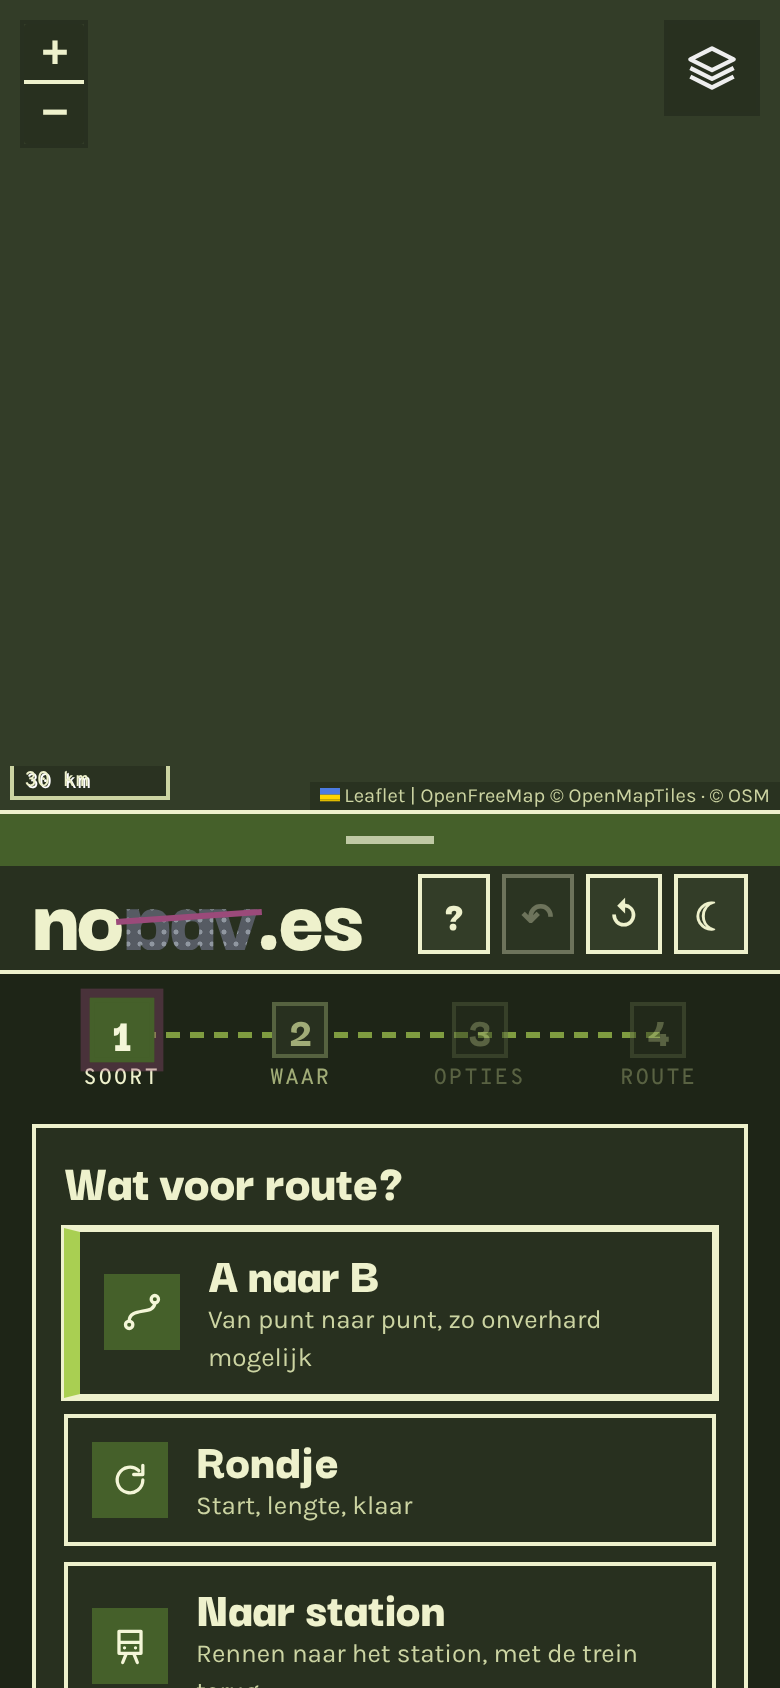 +
−
30 km
Leaflet | OpenFreeMap © OpenMapTiles · © OSM
nopav.es
?
1
2
3
4
SOORT
WAAR
OPTIES
ROUTE
Wat voor route?
A naar B
Van punt naar punt, zo onverhard
mogelijk
Rondje
Start, lengte, klaar
Naar station
Rennen naar het station, met de trein